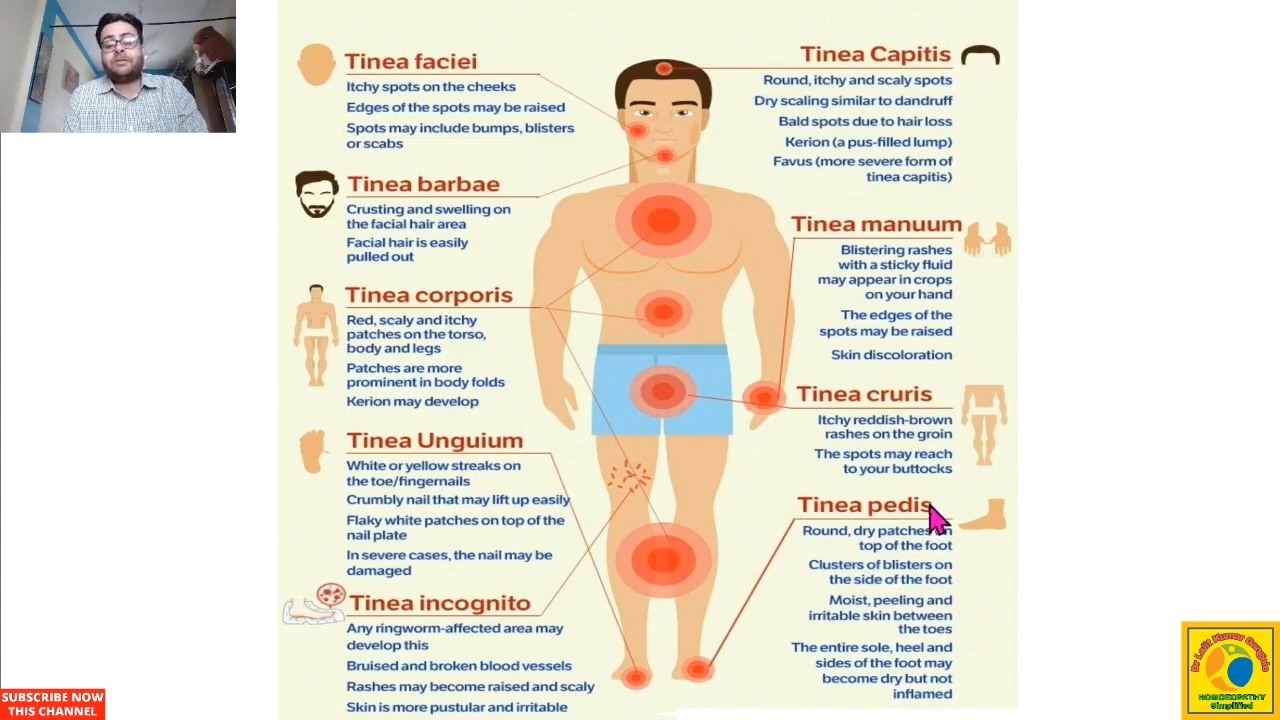 Tinea faciei
Itchy spots on the cheeks
Edges of the spots may be raised
Spots may include bumps, blisters
or scabs
Tinea barbae
Crusting and swelling on
the facial hair area
Facial hair is easily
pulled out
Tinea corporis
Red, scaly and itchy
patches on the torso,
body and legs
Patches are more
prominent in body folds
Kerion may develop
Tinea Unguium
White or yellow streaks on
the toe/fingernails
Crumbly nail that may lift up easily
Flaky white patches on top of the
nail plate
In severe cases, the nail may be
damaged
Tinea incognito
Any ringworm-affected area may
develop this
Bruised and broken blood vessels
Rashes may become raised and scaly
Skin is more pustular and irritable
Tinea Capitis
Round, itchy and scaly spots
Dry scaling similar to dandruff
Bald spots due to hair loss
Kerion (a pus-filled lump)
Favus (more severe form of
tinea capitis)
Tinea manuum
Blistering rashes
with a sticky fluid
may appear in crops
on your hand
The edges of the
spots may be raised
Skin discoloration
Tinea cruris
Itchy reddish-brown
rashes on the groin
The spots may reach
to your buttocks
Tinea pedis
Round, dry patches on
top of the foot
Clusters of blisters on
the side of the foot
Moist, peeling and
irritable skin between
the toes
The entire sole, heel and
sides of the foot may
become dry but not
inflamed
SUBSCRIBE NOW
THIS CHANNEL
Dr Lalit Kumar
HOMOEOPATHY
Simplified